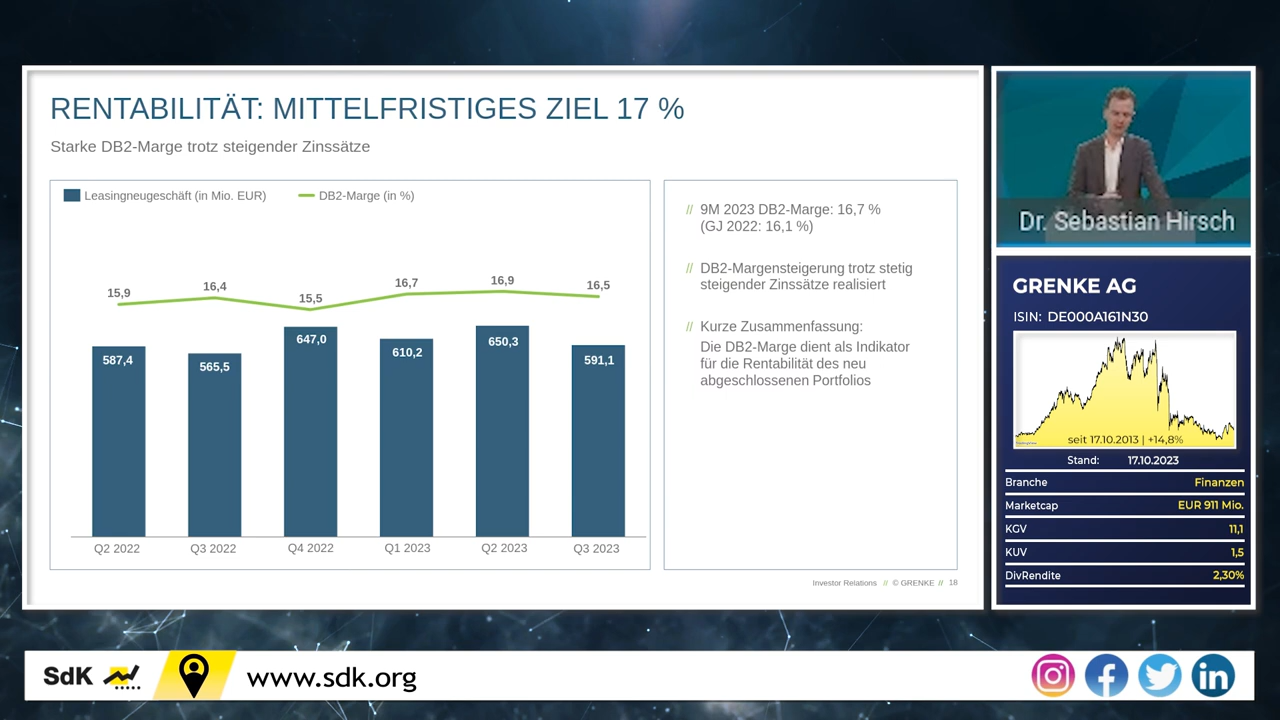 RENTABILITÄT: MITTELFRISTIGES ZIEL 17 %
Starke DB2-Marge trotz steigender Zinssätze
Leasingneugeschäft (in Mio. EUR)
DB2-Marge (in %)
15,9
16,4
15,5
16,7
16,9
16,5
587,4
565,5
647,0
610,2
650,3
591,1
Q2 2022
Q3 2022
Q4 2022
Q1 2023
Q2 2023
Q3 2023
// 9M 2023 DB2-Marge: 16,7 %
(GJ 2022: 16,1 %)
// DB2-Margensteigerung trotz stetig
steigender Zinssätze realisiert
// Kurze Zusammenfassung:
Die DB2-Marge dient als Indikator
für die Rentabilität des neu
abgeschlossenen Portfolios
Investor Relations // © GRENKE // 18
Dr. Sebastian Hirsch
GRENKE AG
ISIN: DE000A161N30
seit 17.10.2013 | +14,8%
Stand: 17.10.2023
Branche Finanzen
Marketcap EUR 911 Mio.
KGV 11,1
KUV 1,5
DivRendite 2,30%
SdK
www.sdk.org